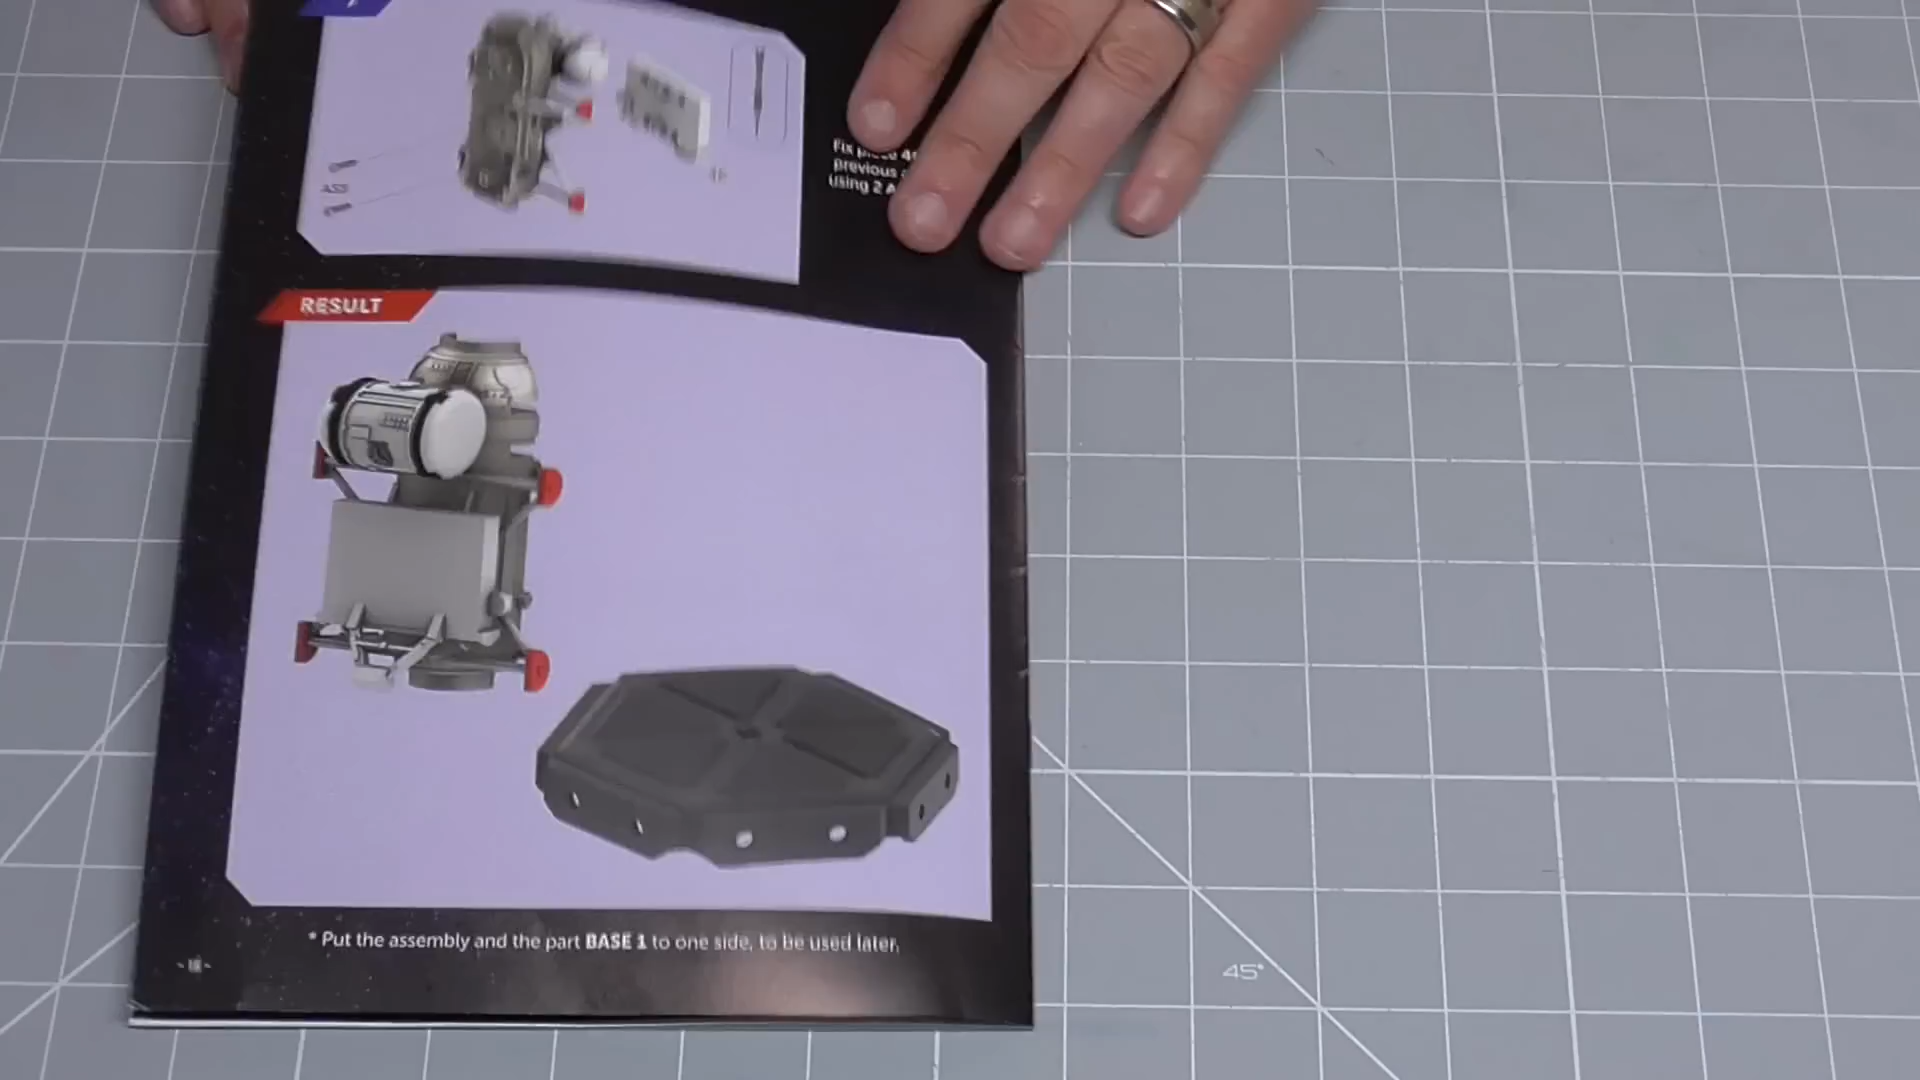 Fix
previous
using 2 A
AS3
RESULT
* Put the assembly and the part BASE 1 to one side, to be used later.
45°